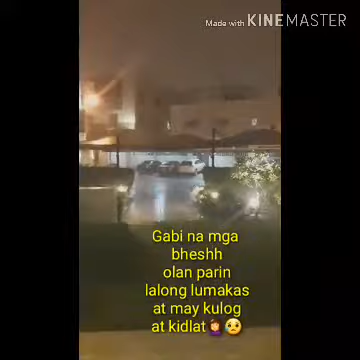 Made with KINEMASTER
Gabi na mga
bheshh
olan parin
lalong lumakas
at may kulog
at kidlat🤦‍♀️😢